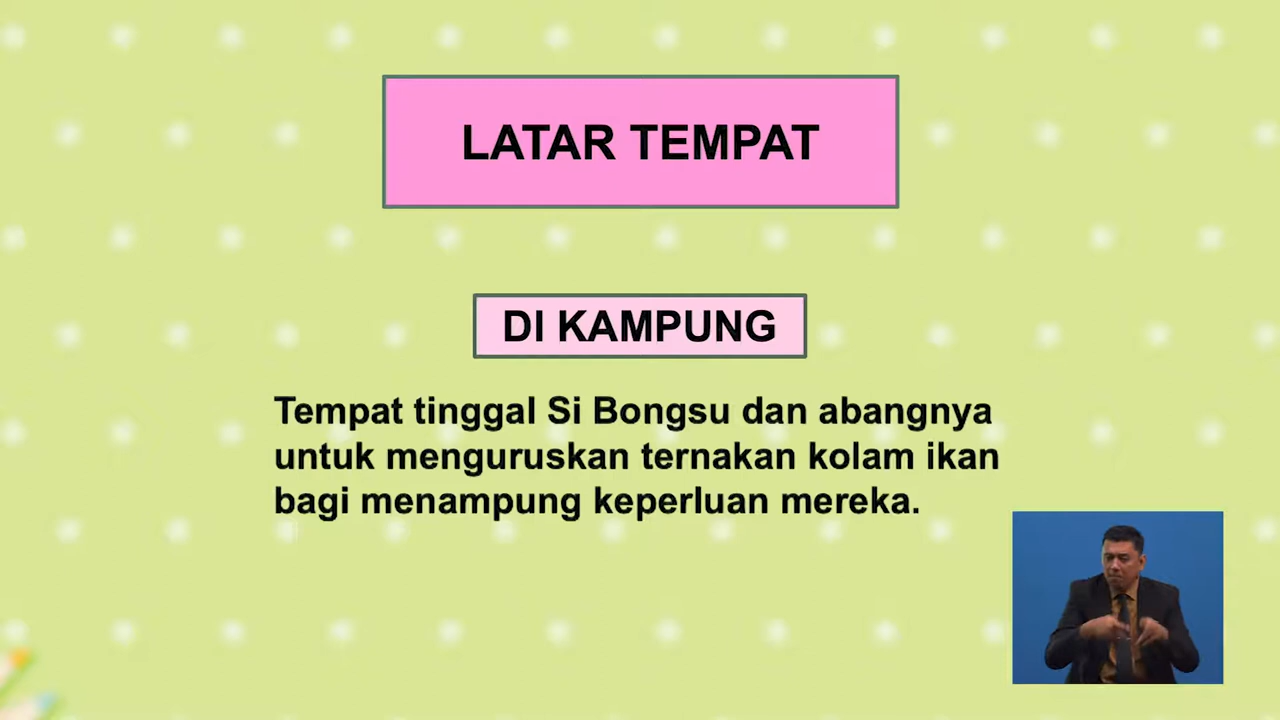 LATAR TEMPAT
DI KAMPUNG
Tempat tinggal Si Bongsu dan abangnya
untuk menguruskan ternakan kolam ikan
bagi menampung keperluan mereka.